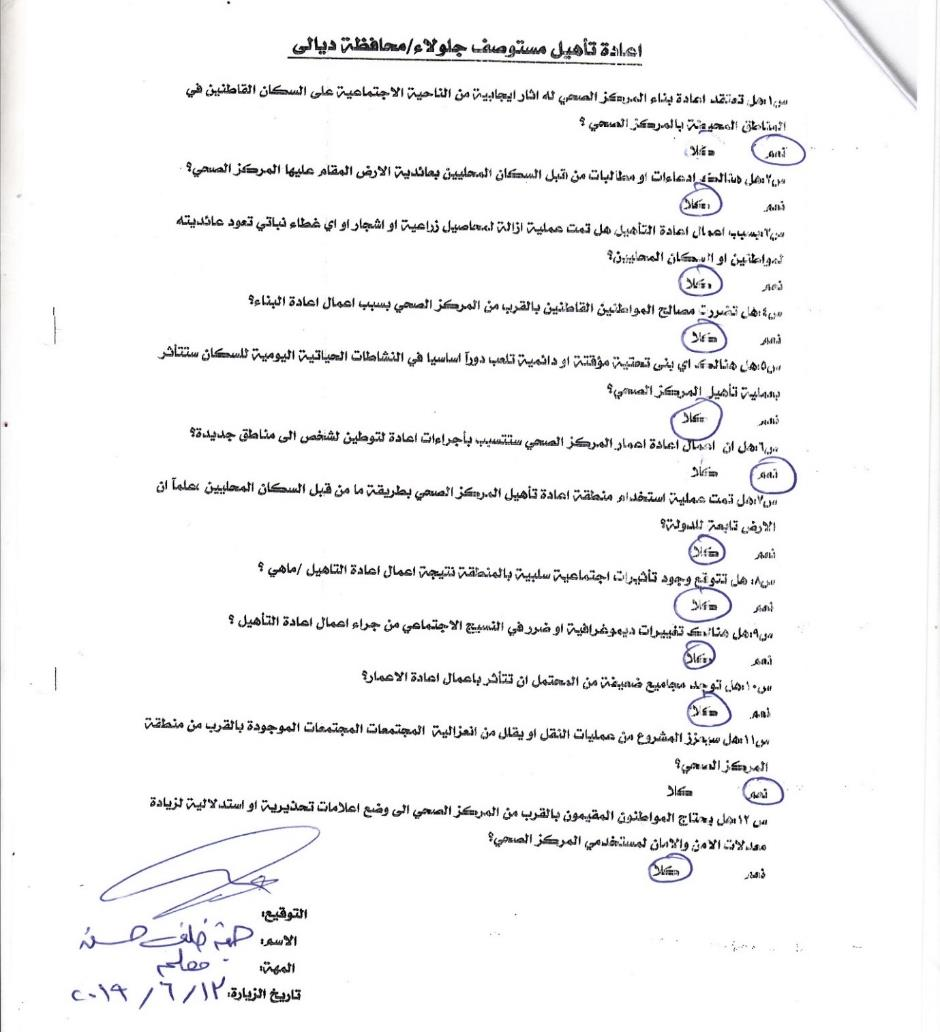 اعادة تأهيل مستوصف جلولاء/محافظة ديالى
س١:هل تعتقد اعادة بناء المركز الصحي له اثار ايجابية من الناحية الاجتماعية على السكان القاطنين في
المناطق المحيطة بالمركز الصحي ؟
نعم كلا
س٢:هل هنالك ادعاءات او مطالبات من قبل السكان المحليين بعائدية الارض المقام عليها المركز الصحي؟
نعم كلا
س٣:بسبب اعمال اعادة التأهيل هل تمت عملية ازالة لمحاصيل زراعية او اشجار او اي غطاء نباتي تعود عائديته
لمواطنين او السكان المحليين؟
نعم كلا
س٤:هل تضررت مصالح المواطنين القاطنين بالقرب من المركز الصحي بسبب اعمال اعادة البناء؟
نعم كلا
س٥:هل هنالك اي بنى تحتية مؤقتة او دائمية تلعب دوراً اساسيا في النشاطات الحياتية اليومية للسكان ستتأثر
بعملية تأهيل المركز الصحي؟
نعم كلا
س٦:هل ان اعمال اعادة اعمار المركز الصحي ستتسبب بأجراءات اعادة لتوطين لشخص الى مناطق جديدة؟
نعم كلا
س٧:هل تمت عملية استخدام منطقة اعادة تأهيل المركز الصحي بطريقة ما من قبل السكان المحليين ،علماً ان
الارض تابعة للدولة؟
نعم كلا
س٨: هل تتوقع وجود تأثيرات اجتماعية سلبية بالمنطقة نتيجة اعمال اعادة التاهيل /ماهي ؟
نعم كلا
س٩:هل هنالك تغييرات ديموغرافية او ضرر في النسيج الاجتماعي من جراء اعمال اعادة التأهيل ؟
نعم كلا
س١٠:هل توجد مجاميع ضعيفة من المحتمل ان تتأثر باعمال اعادة الاعمار؟
نعم كلا
س١١:هل سيعزز المشروع من عمليات النقل او يقلل من انعزالية المجتمعات المجتمعات الموجودة بالقرب من منطقة
المركز الصحي؟
نعم كلا
س١٢:هل يحتاج المواطنون المقيمون بالقرب من المركز الصحي الى وضع اعلامات تحذيرية او استدلالية لزيادة
معدلات الامن والامان لمستخدمي المركز الصحي؟
نعم كلا
التوقيع:
الاسم: خلف حسن
المهنة: معلم
تاريخ الزيارة: ١٢ / ٦ / ٢٠١٩